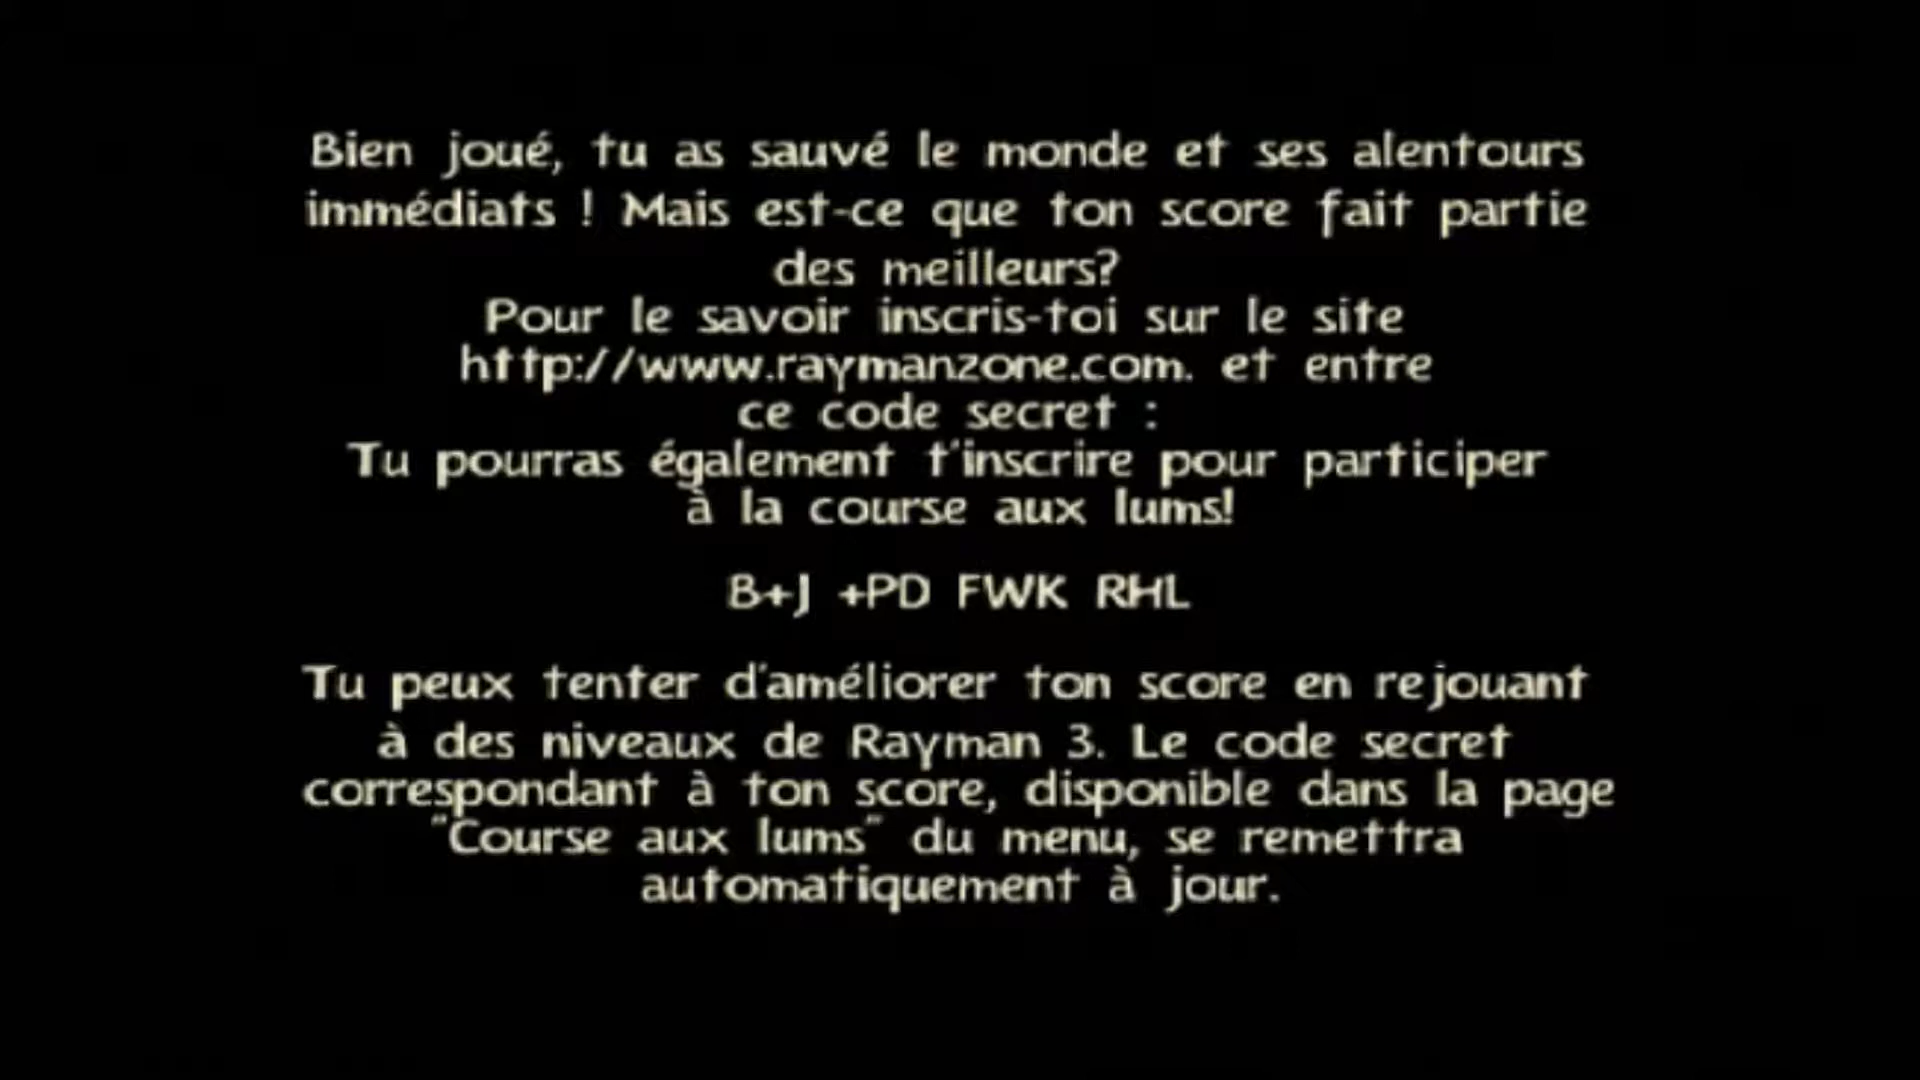 Bien joué, tu as sauvé le monde et ses alentours
immédiats ! Mais est-ce que ton score fait partie
des meilleurs?
Pour le savoir inscris-toi sur le site
http://www.raymanzone.com. et entre
ce code secret :
Tu pourras également t'inscrire pour participer
à la course aux lums!
B+J +PD FWK RHL
Tu peux tenter d'améliorer ton score en rejouant
à des niveaux de Rayman 3. Le code secret
correspondant à ton score, disponible dans la page
"Course aux lums" du menu, se remettra
automatiquement à jour.